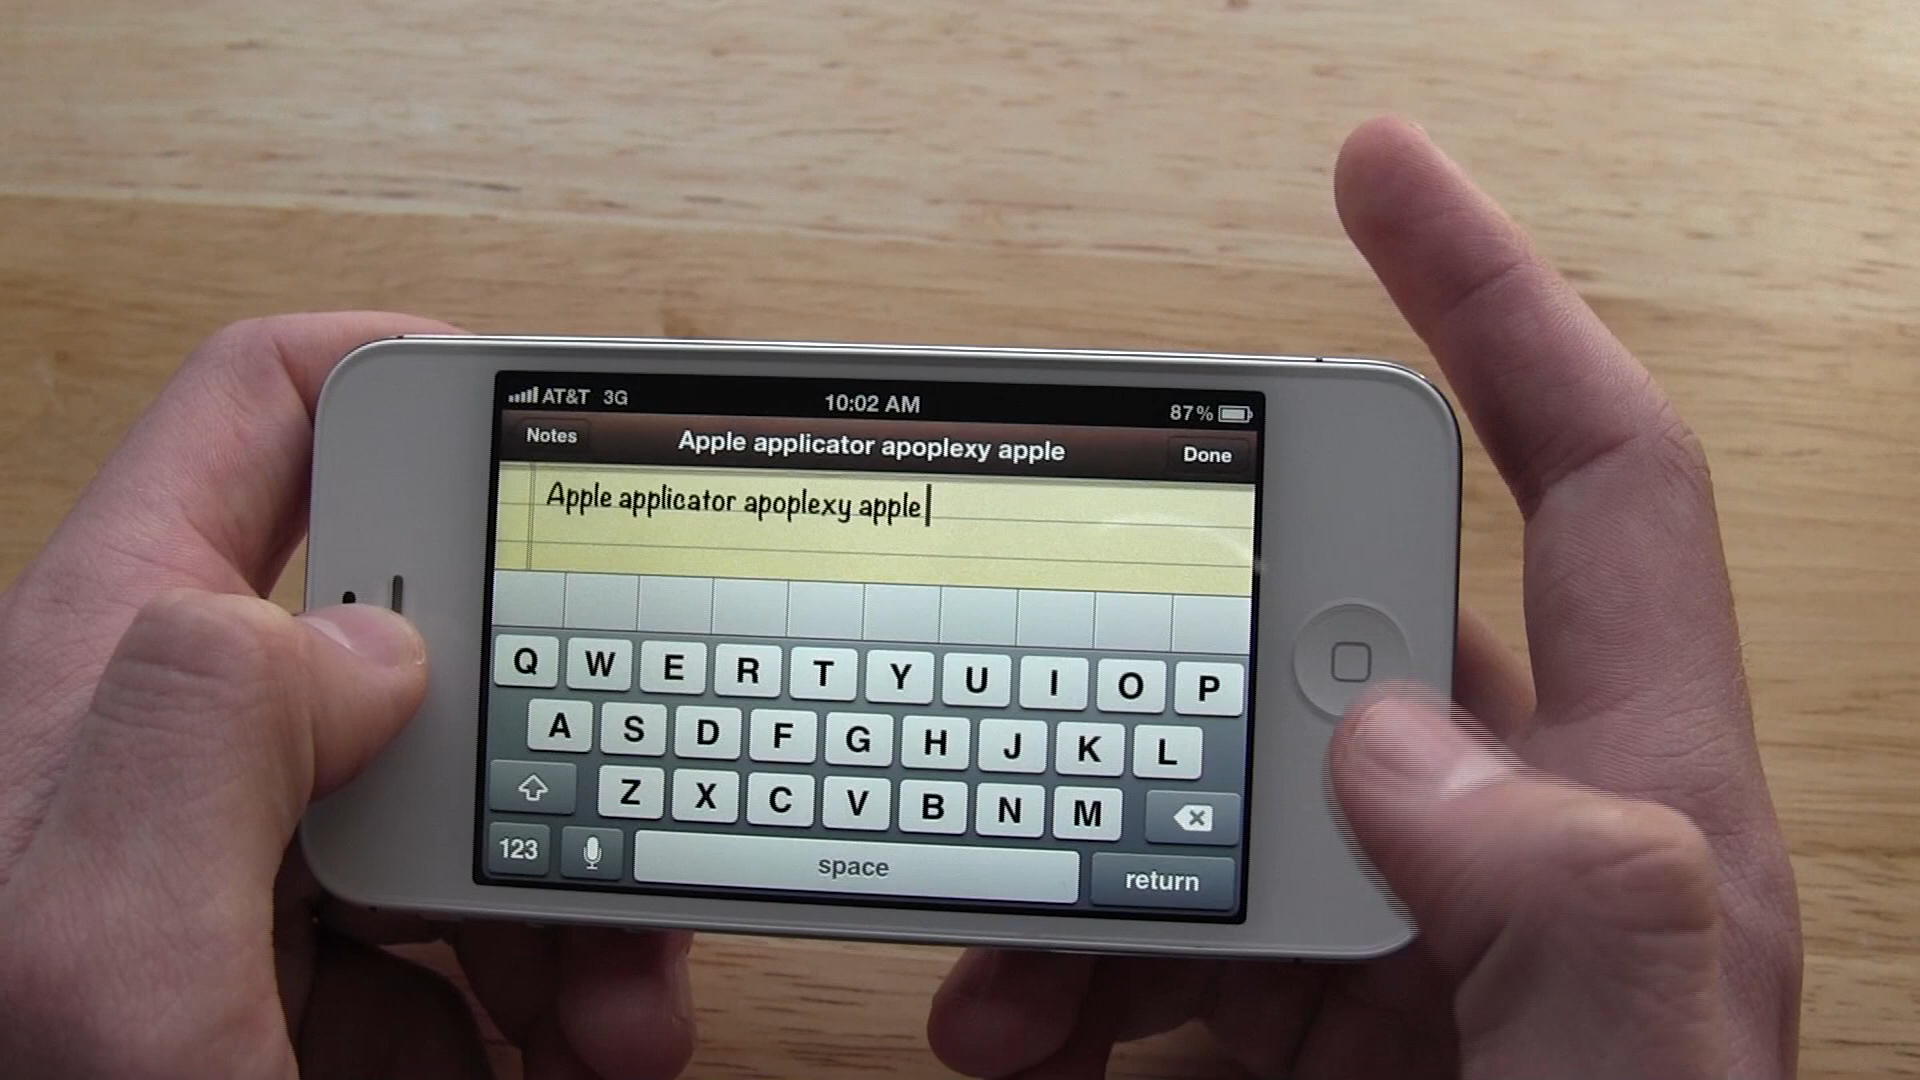 AT&T 3G 10:02 AM 87%
Notes Apple applicator apoplexy apple Done
Apple applicator apoplexy apple
Q W E R T Y U I O P
A S D F G H J K L
Z X C V B N M
123 space return